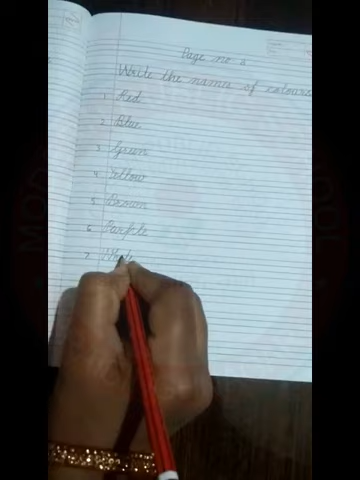 Page no 2
Write the name of colours
1 Red
2 Blue
3 Green
4 Yellow
5 Brown
6 Parple
7